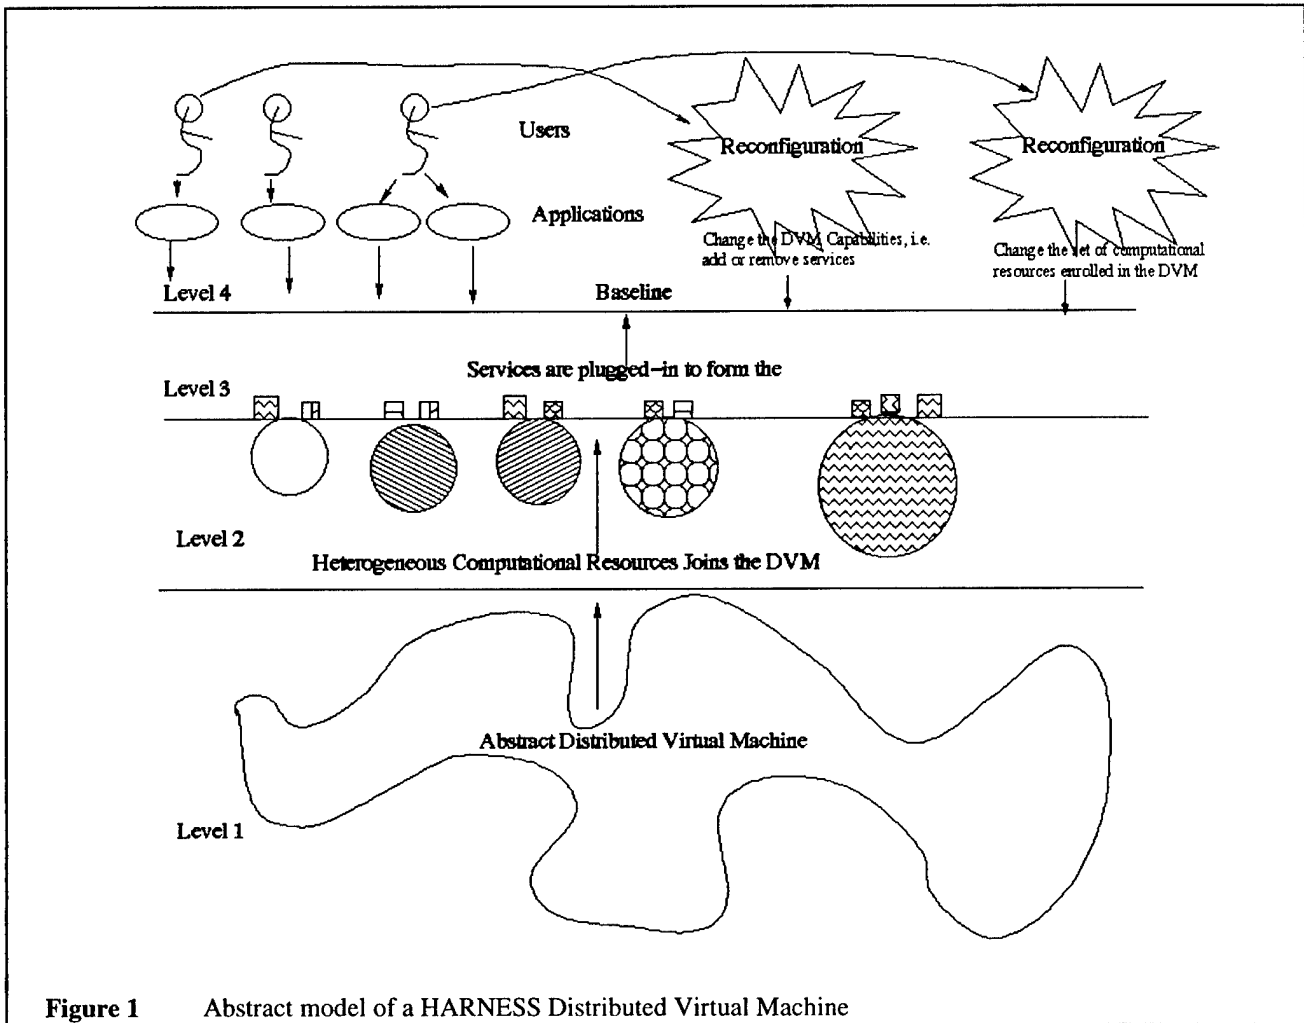 Users
Reconfiguration
Reconfiguration
Applications
Change the DVM Capabilities, i.e.
add or remove services
Change the set of computational
resources enrolled in the DVM
Level 4
Baseline
Services are plugged-in to form the
Level 3
Level 2
Heterogeneous Computational Resources Joins the DVM
Abstract Distributed Virtual Machine
Level 1
Figure 1 Abstract model of a HARNESS Distributed Virtual Machine